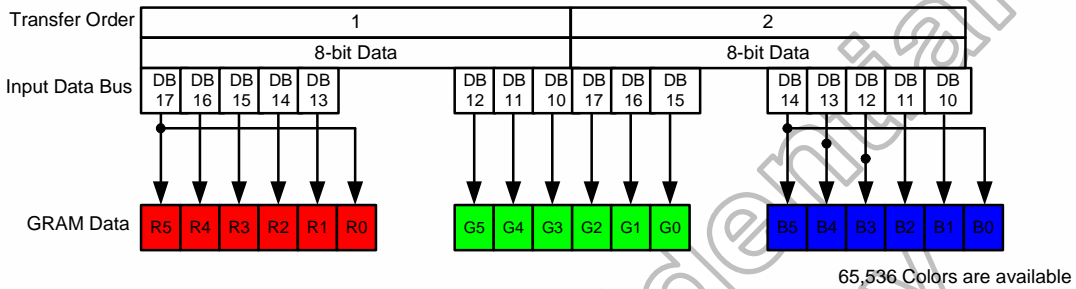 Transfer Order 1 2
8-bit Data 8-bit Data
Input Data Bus DB 17 DB 16 DB 15 DB 14 DB 13 DB 12 DB 11 DB 10 DB 17 DB 16 DB 15 DB 14 DB 13 DB 12 DB 11 DB 10
GRAM Data R5 R4 R3 R2 R1 R0 G5 G4 G3 G2 G1 G0 B5 B4 B3 B2 B1 B0
65,536 Colors are available